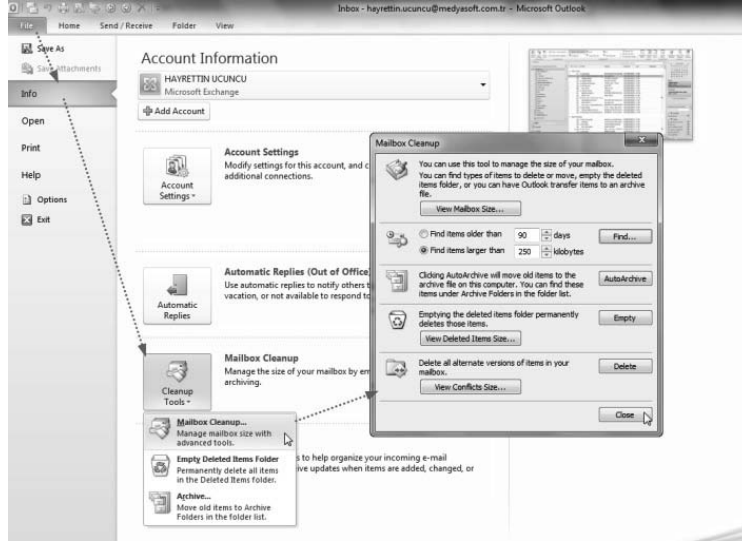 Inbox - hayrettin.ucuncu@medyasoft.com.tr - Microsoft Outlook
File Home Send / Receive Folder View
Save As
Save Attachments
Info
Open
Print
Help
Options
Exit
Account Information
HAYRETTIN UCUNCU
Microsoft Exchange
Add Account
Account
Settings
Account Settings
Modify settings for this account, and c
additional connections.
Automatic
Replies
Automatic Replies (Out of Office)
Use automatic replies to notify others t
vacation, or not available to respond to
Cleanup
Tools
Mailbox Cleanup
Manage the size of your mailbox by em
archiving.
Mailbox Cleanup...
Manage mailbox size with
advanced tools.
Empty Deleted Items Folder
Permanently delete all items
in the Deleted Items folder.
Archive...
Move old items to Archive
Folders in the folder list.
s to help organize your incoming e-mail
ive updates when items are added, changed, or
Mailbox Cleanup
You can use this tool to manage the size of your mailbox.
You can find types of items to delete or move, empty the deleted
items folder, or you can have Outlook transfer items to an archive
file.
View Mailbox Size...
Find items older than 90 days
Find items larger than 250 kilobytes
Find...
Clicking AutoArchive will move old items to the
archive file on this computer. You can find these
items under Archive Folders in the folder list.
AutoArchive
Emptying the deleted items folder permanently
deletes those items.
Empty
View Deleted Items Size...
Delete all alternate versions of items in your
mailbox.
Delete
View Conflicts Size...
Close